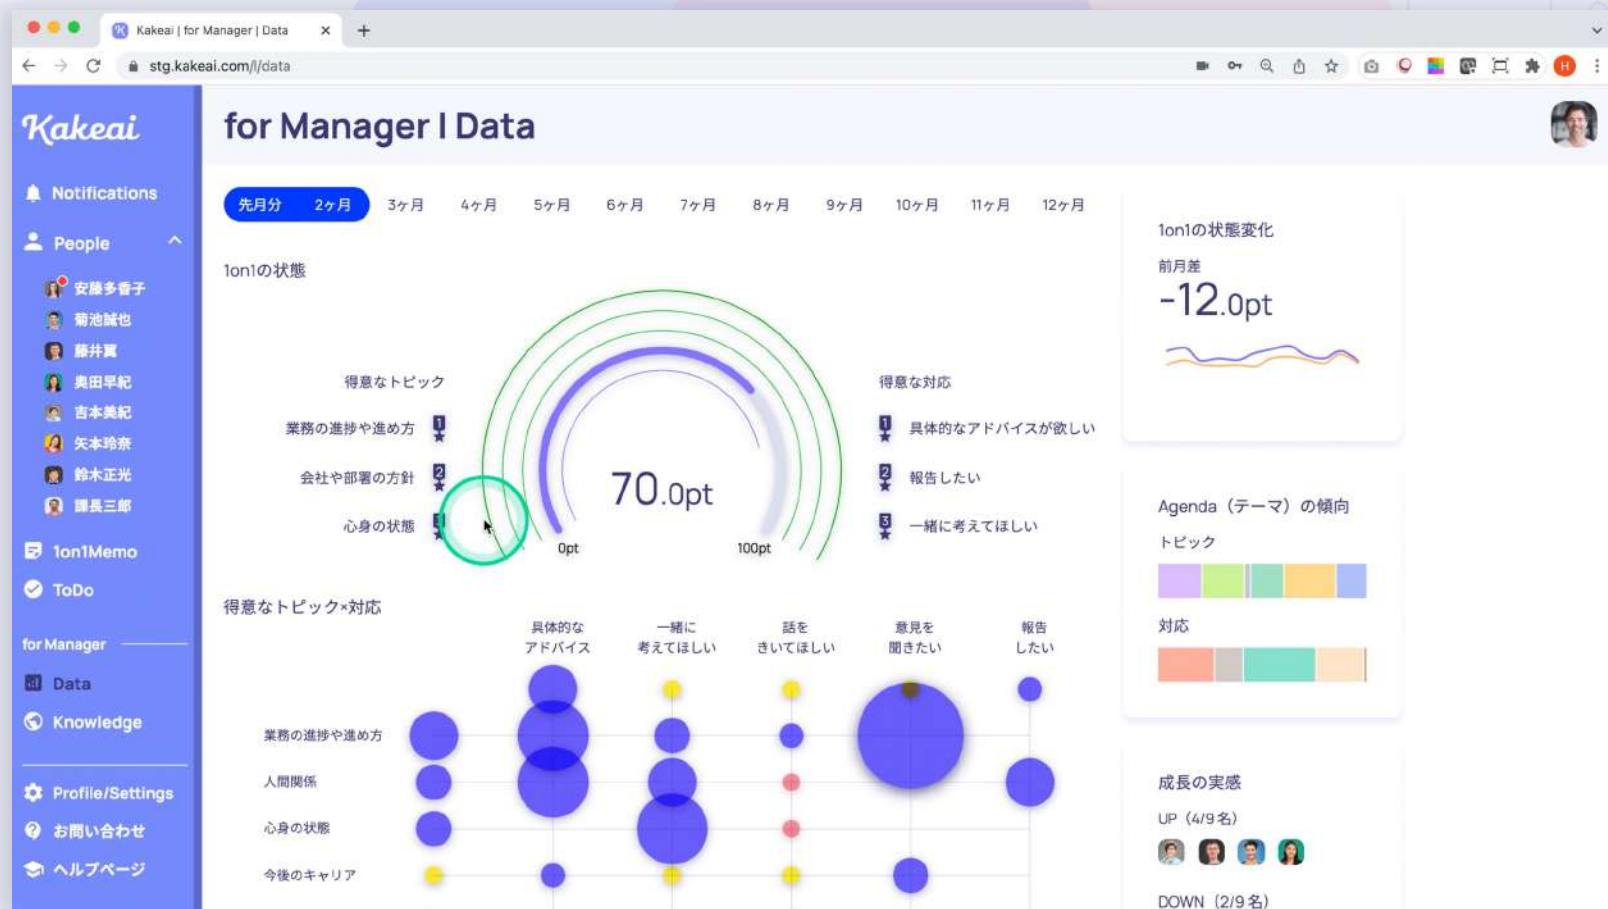 Kakeai | for Manager | Data
stg.kakeai.com/l/data
H
Kakeai
Notifications
People
安藤多香子
菊池誠也
藤井翼
奥田早紀
吉本美紀
矢本玲奈
鈴木正光
課長三郎
1on1Memo
ToDo
for Manager
Data
Knowledge
Profile/Settings
お問い合わせ
ヘルプページ
for Manager | Data
先月分 2ヶ月 3ヶ月 4ヶ月 5ヶ月 6ヶ月 7ヶ月 8ヶ月 9ヶ月 10ヶ月 11ヶ月 12ヶ月
1on1の状態
得意なトピック
業務の進捗や進め方 1
会社や部署の方針 2
心身の状態
70.0pt
0pt
100pt
得意な対応
1 具体的なアドバイスが欲しい
2 報告したい
3 一緒に考えてほしい
得意なトピック×対応
具体的な
アドバイス
一緒に
考えてほしい
話を
きいてほしい
意見を
聞きたい
報告
したい
業務の進捗や進め方
人間関係
心身の状態
今後のキャリア
1on1の状態変化
前月差
-12.0pt
Agenda（テーマ）の傾向
トピック
対応
成長の実感
UP（4/9名）
DOWN（2/9名）